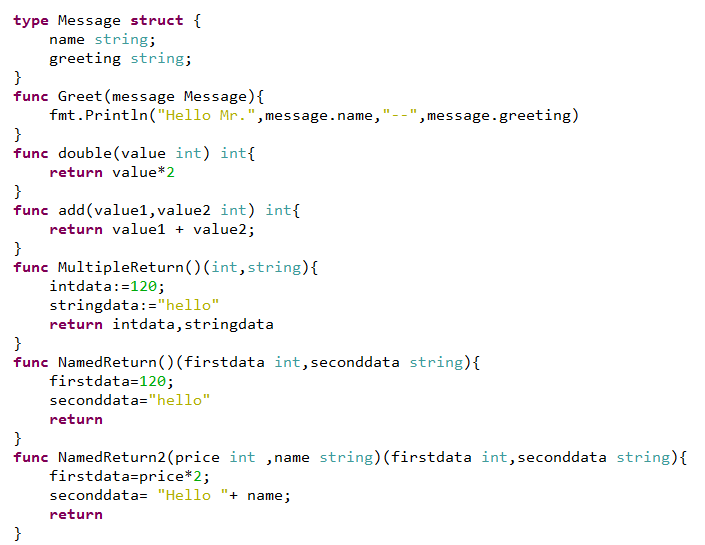 type Message struct {
    name string;
    greeting string;
}
func Greet(message Message){
    fmt.Println("Hello Mr.",message.name,"--",message.greeting)
}
func double(value int) int{
    return value*2
}
func add(value1,value2 int) int{
    return value1 + value2;
}
func MultipleReturn()(int,string){
    intdata:=120;
    stringdata:="hello"
    return intdata,stringdata
}
func NamedReturn()(firstdata int,seconddata string){
    firstdata=120;
    seconddata="hello"
    return
}
func NamedReturn2(price int ,name string)(firstdata int,seconddata string){
    firstdata=price*2;
    seconddata= "Hello "+ name;
    return
}